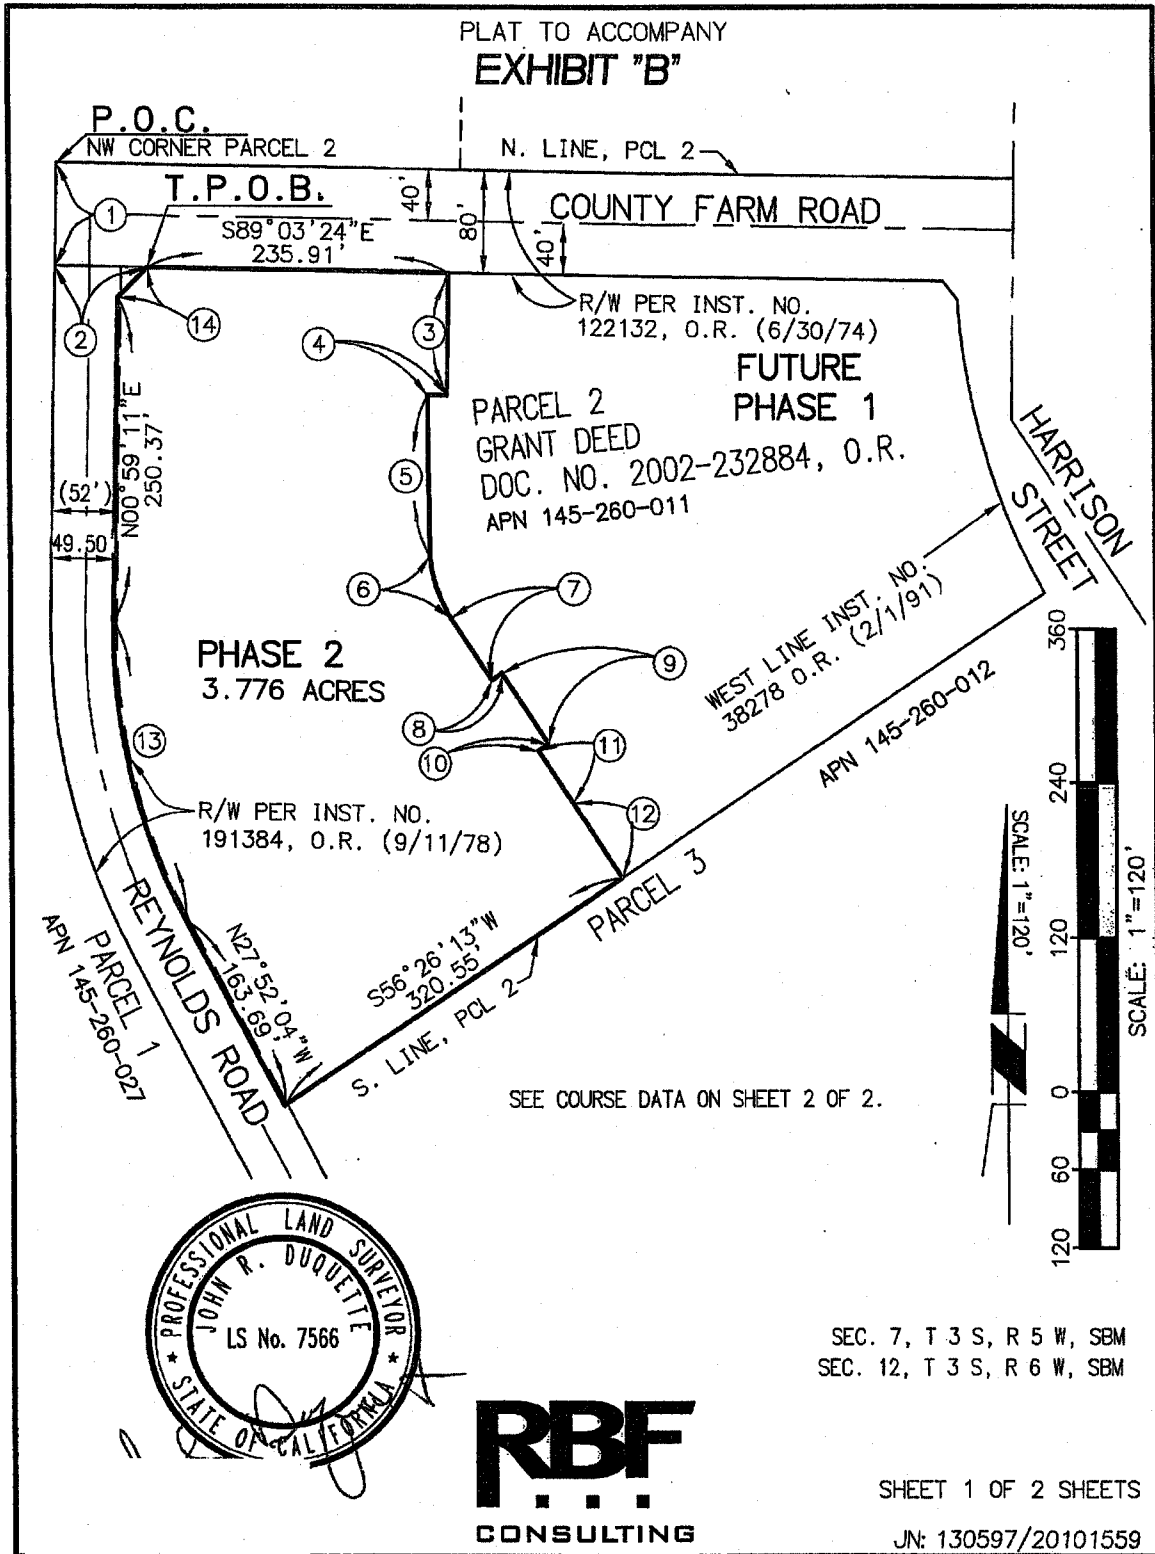 PLAT TO ACCOMPANY
EXHIBIT "B"
P.O.C.
NW CORNER PARCEL 2
N. LINE, PCL 2
T.P.O.B.
1
S89°03'24"E
235.91'
40'
80'
40'
COUNTY FARM ROAD
2
14
4
3
R/W PER INST. NO.
122132, O.R. (6/30/74)
FUTURE
PHASE 1
N00°59'11"E
250.37'
PARCEL 2
GRANT DEED
DOC. NO. 2002-232884, O.R.
APN 145-260-011
HARRISON
STREET
5
(52')
49.50
6
7
WEST LINE INST. NO.
38278 O.R. (2/1/91)
PHASE 2
3.776 ACRES
8
9
10
11
12
13
APN 145-260-012
R/W PER INST. NO.
191384, O.R. (9/11/78)
PARCEL 3
REYNOLDS ROAD
PARCEL 1
APN 145-260-027
N27°52'04"W
163.69'
S56°26'13"W
320.55'
S. LINE, PCL 2
SEE COURSE DATA ON SHEET 2 OF 2.
SCALE: 1"=120'
360
240
120
0
60
120
SCALE: 1"=120'
PROFESSIONAL LAND SURVEYOR
JOHN R. DUQUETTE
LS No. 7566
STATE OF CALIFORNIA
SEC. 7, T 3 S, R 5 W, SBM
SEC. 12, T 3 S, R 6 W, SBM
RBF
CONSULTING
SHEET 1 OF 2 SHEETS
JN: 130597/20101559